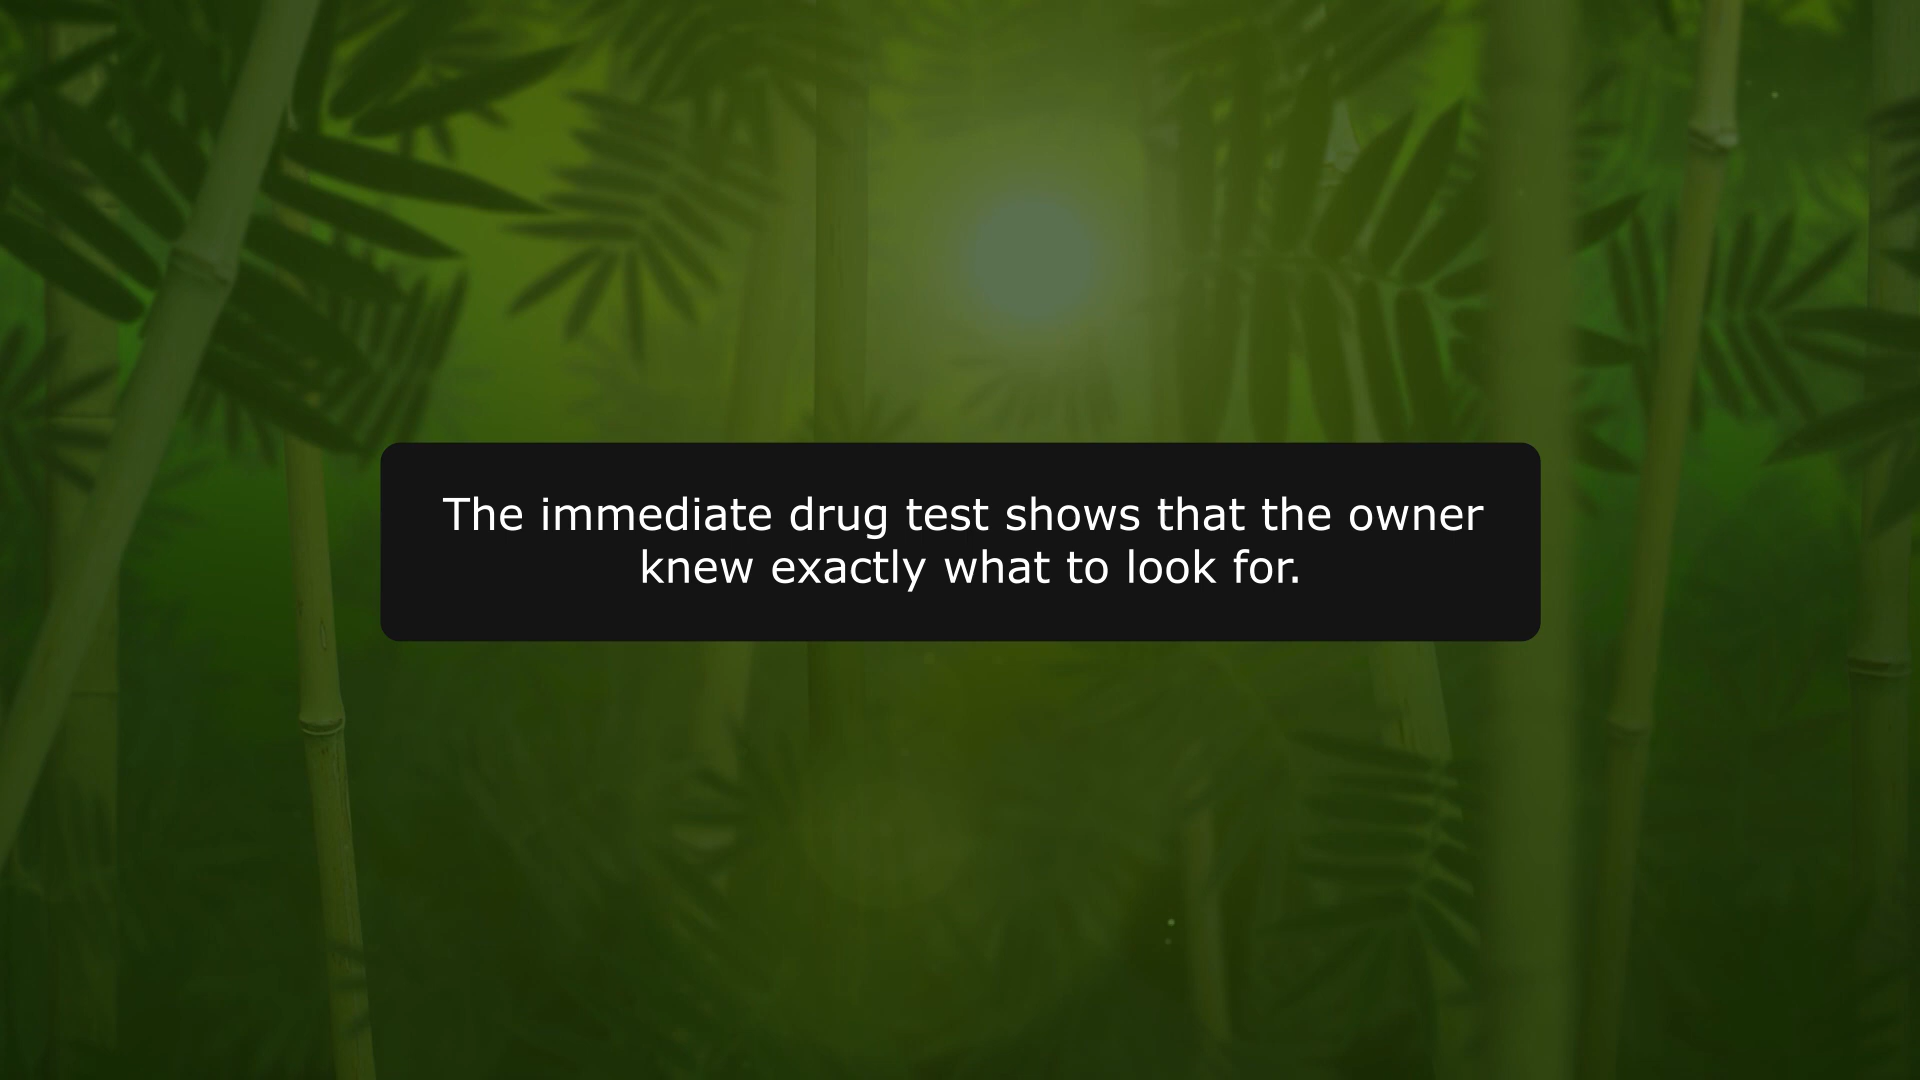 The immediate drug test shows that the owner
knew exactly what to look for.